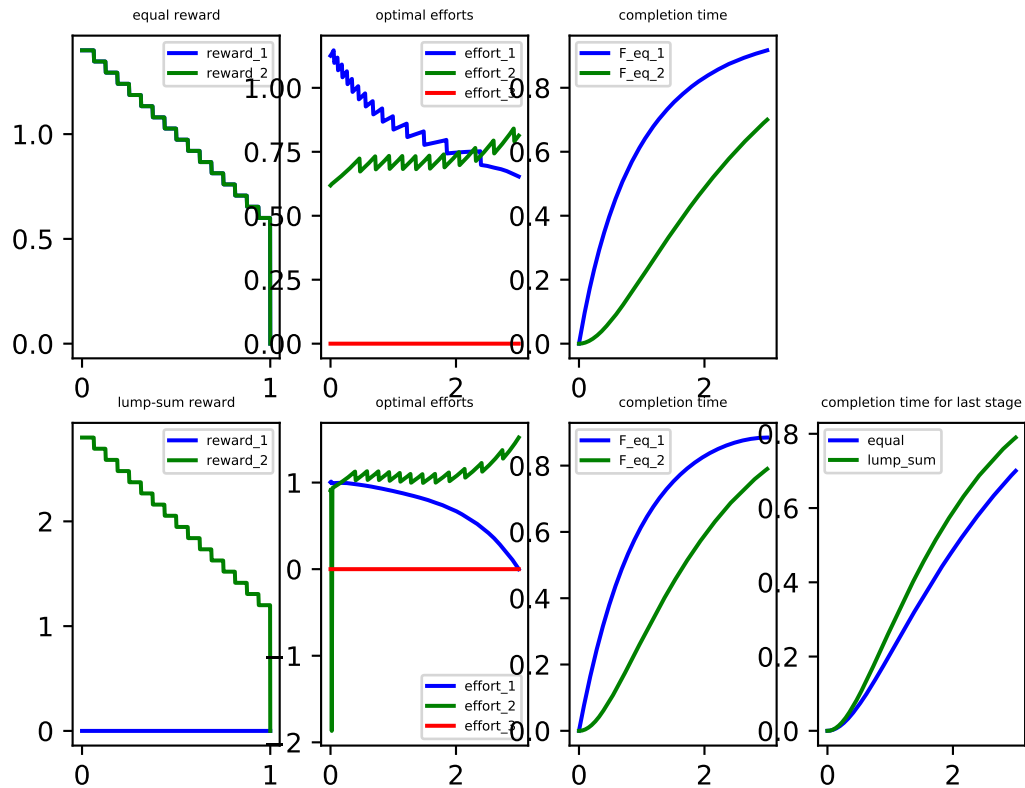 equal reward
1.0
0.5
0.0
0
1
reward_1
reward_2
optimal efforts
1.00
0.75
0.50
0.25
0.00
0
2
effort_1
effort_2
effort_3
completion time
0.8
0.6
0.4
0.2
0.0
0
2
F_eq_1
F_eq_2
lump-sum reward
2
1
0
0
1
reward_1
reward_2
optimal efforts
1
0
−1
−2
0
2
effort_1
effort_2
effort_3
completion time
0.8
0.6
0.4
0.2
0.0
0
2
F_eq_1
F_eq_2
completion time for last stage
0.8
0.6
0.4
0.2
0.0
0
2
equal
lump_sum